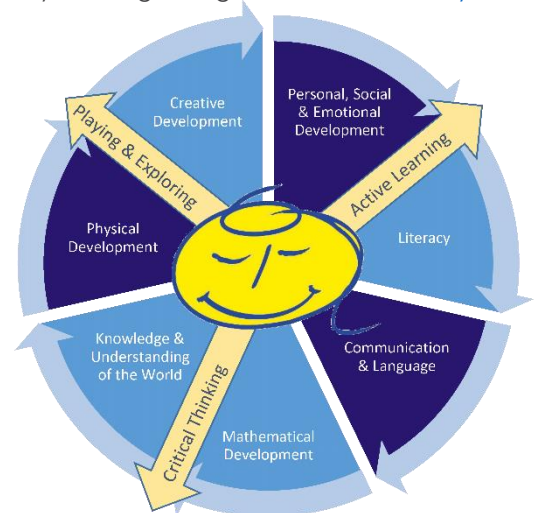 Creative
Development
Personal, Social
& Emotional
Development
Playing & Exploring
Active Learning
Physical
Development
Literacy
Knowledge &
Understanding
of the World
Communication
& Language
Critical Thinking
Mathematical
Development